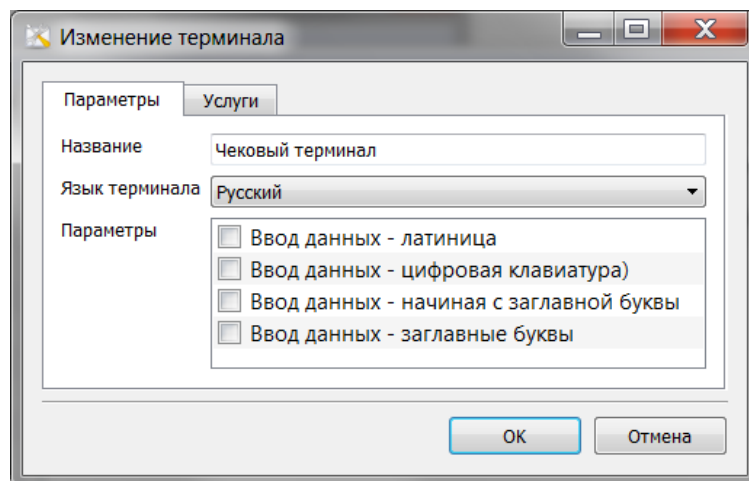 Изменение терминала
Параметры Услуги
Название Чековый терминал
Язык терминала Русский
Параметры
Ввод данных - латиница
Ввод данных - цифровая клавиатура)
Ввод данных - начиная с заглавной буквы
Ввод данных - заглавные буквы
ОК Отмена